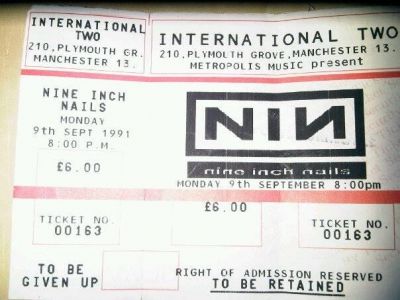 INTERNATIONAL
TWO
210, PLYMOUTH GR.
MANCHESTER 13.
NINE INCH
NAILS
MONDAY
9TH SEPT 1991
8:00 P.M.
£6.00
TICKET NO.
00163
TO BE
GIVEN UP
INTERNATIONAL TWO
210, PLYMOUTH GROVE, MANCHESTER 13.
METROPOLIS MUSIC present
NIN
nine inch nails
MONDAY 9TH SEPTEMBER 8:00pm
£6.00
TICKET NO.
00163
RIGHT OF ADMISSION RESERVED
TO BE RETAINED